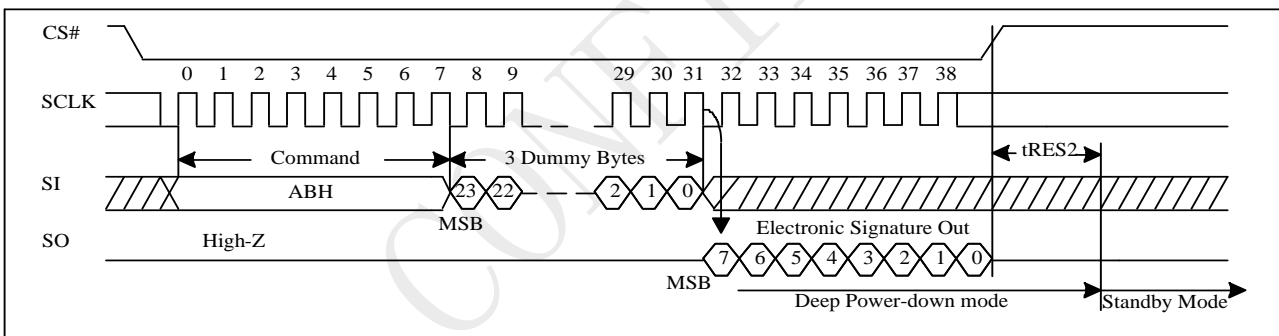 CS#
0 1 2 3 4 5 6 7 8 9 29 30 31 32 33 34 35 36 37 38
SCLK
Command 3 Dummy Bytes tRES2
SI ABH 23 22 2 1 0
MSB Electronic Signature Out
SO High-Z
7 6 5 4 3 2 1 0
MSB
Deep Power-down mode Standby Mode